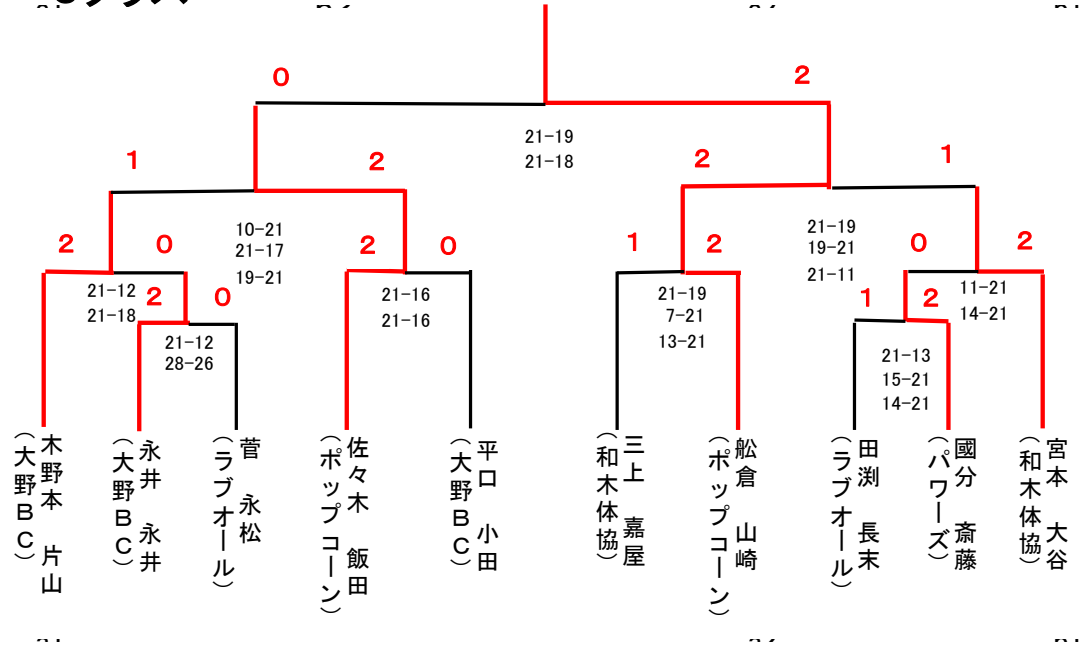 0
2
21-19
21-18
1
2
2
1
10-21
21-17
19-21
21-19
19-21
21-11
2
0
2
0
1
2
0
2
21-12
21-18
21-16
21-16
21-19
7-21
13-21
11-21
14-21
2
0
1
2
21-12
28-26
21-13
15-21
14-21
木野本 片山
(大野BC)
永井 永井
(大野BC)
菅 永松
(ラブオール)
佐々木 飯田
(ポップコーン)
平口 小田
(大野BC)
三上 嘉屋
(和木体協)
舩倉 山崎
(ポップコーン)
田渕 長末
(ラブオール)
國分 斎藤
(パワーズ)
宮本 大谷
(和木体協)